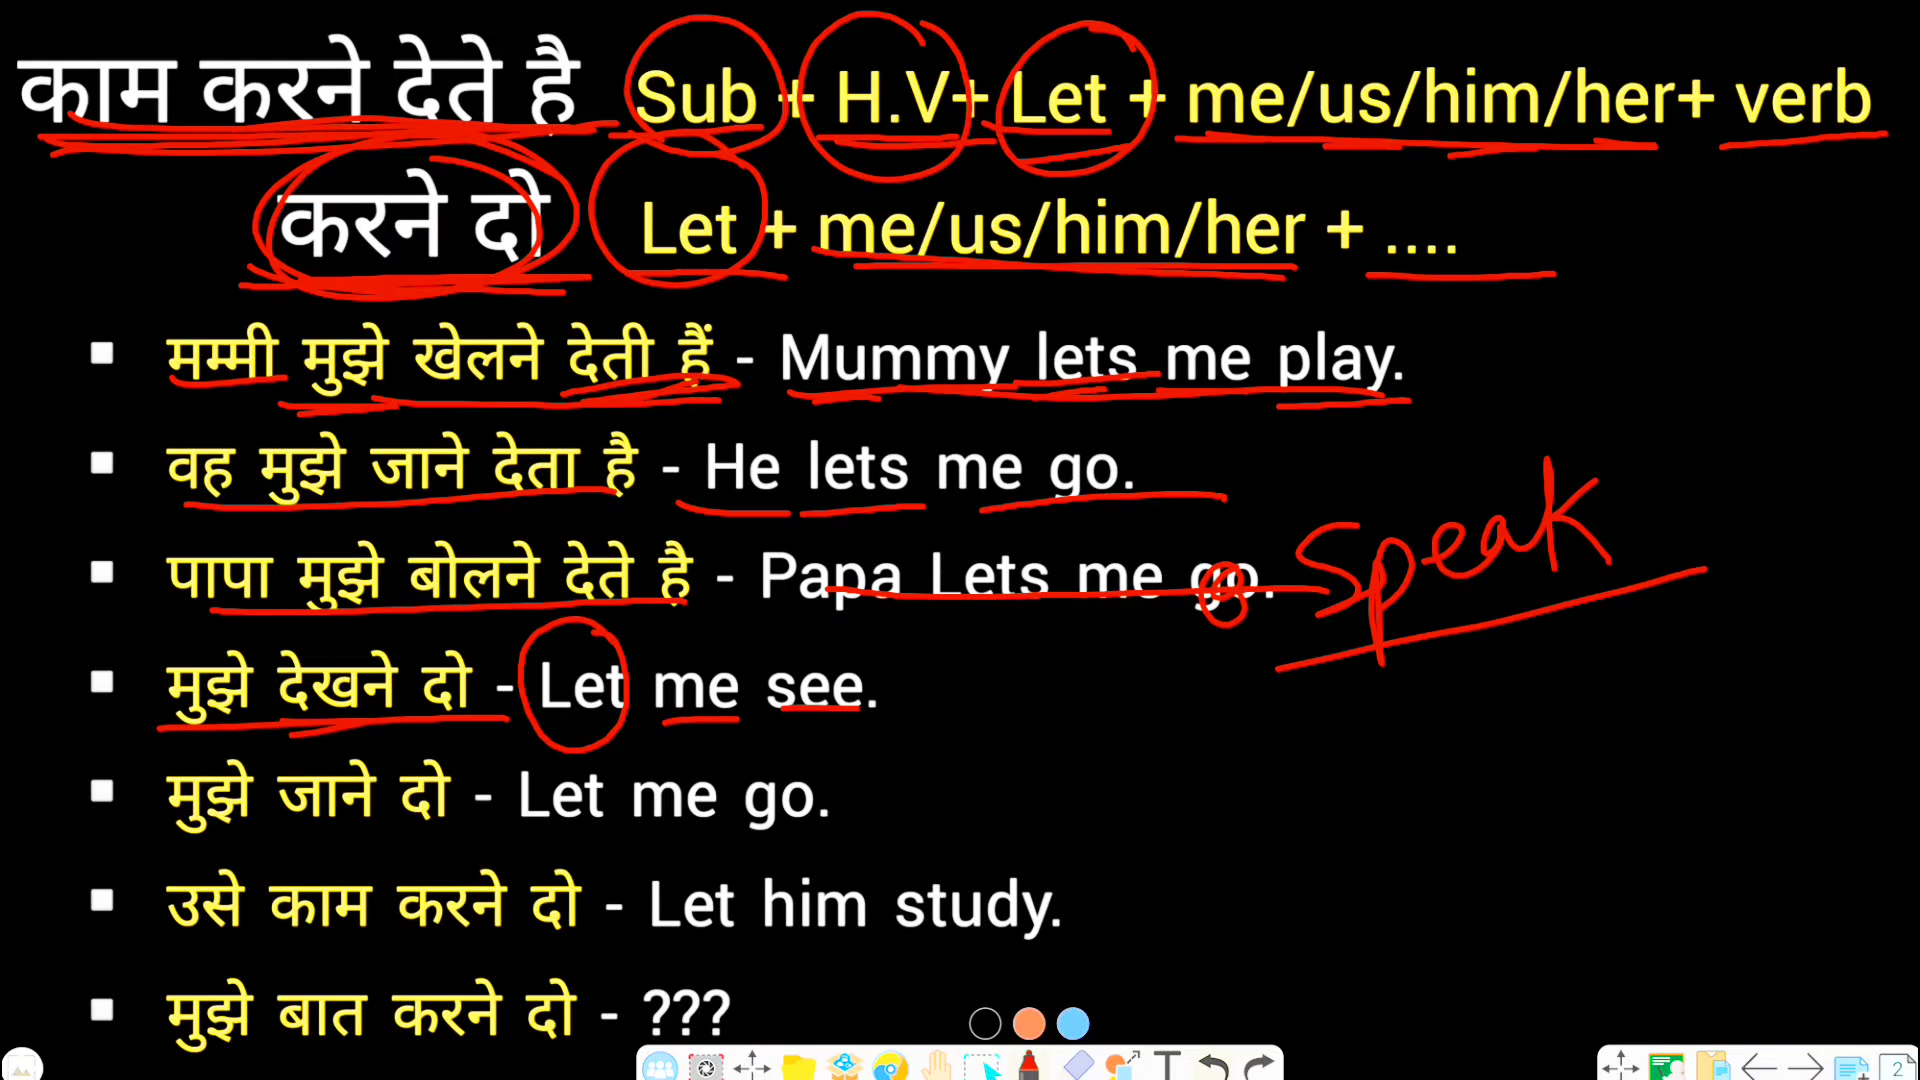 काम करने देते है Sub + H.V+ Let + me/us/him/her+ verb
करने दो Let + me/us/him/her + ....
▪ मम्मी मुझे खेलने देती हैं - Mummy lets me play.
▪ वह मुझे जाने देता है - He lets me go.
▪ पापा मुझे बोलने देते है - Papa Lets me go. Speak
▪ मुझे देखने दो - Let me see.
▪ मुझे जाने दो - Let me go.
▪ उसे काम करने दो - Let him study.
▪ मुझे बात करने दो - ???
2